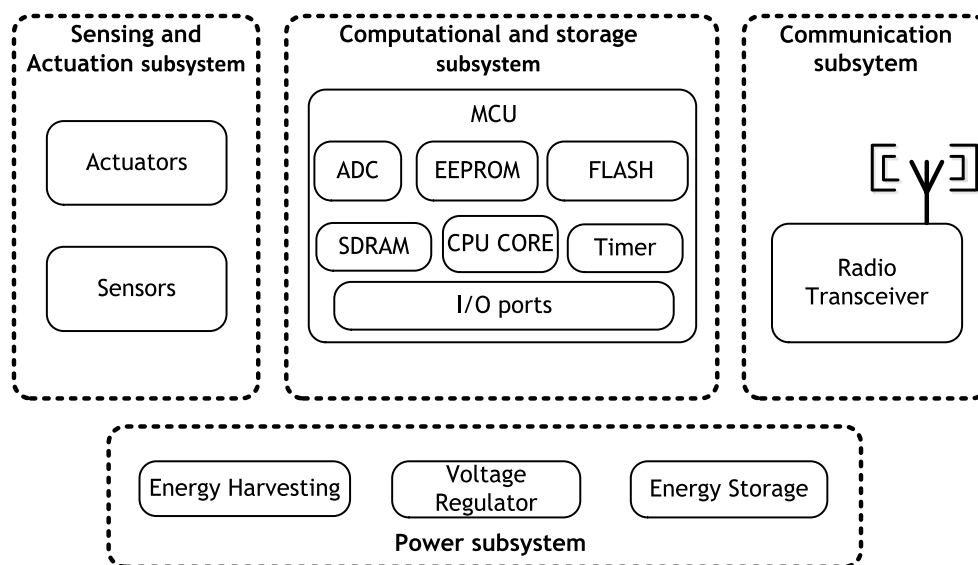 Sensing and
Actuation subsystem
Actuators
Sensors
Computational and storage
subsystem
MCU
ADC
EEPROM
FLASH
SDRAM
CPU CORE
Timer
I/O ports
Communication
subsytem
Radio
Transceiver
Energy Harvesting
Voltage
Regulator
Energy Storage
Power subsystem